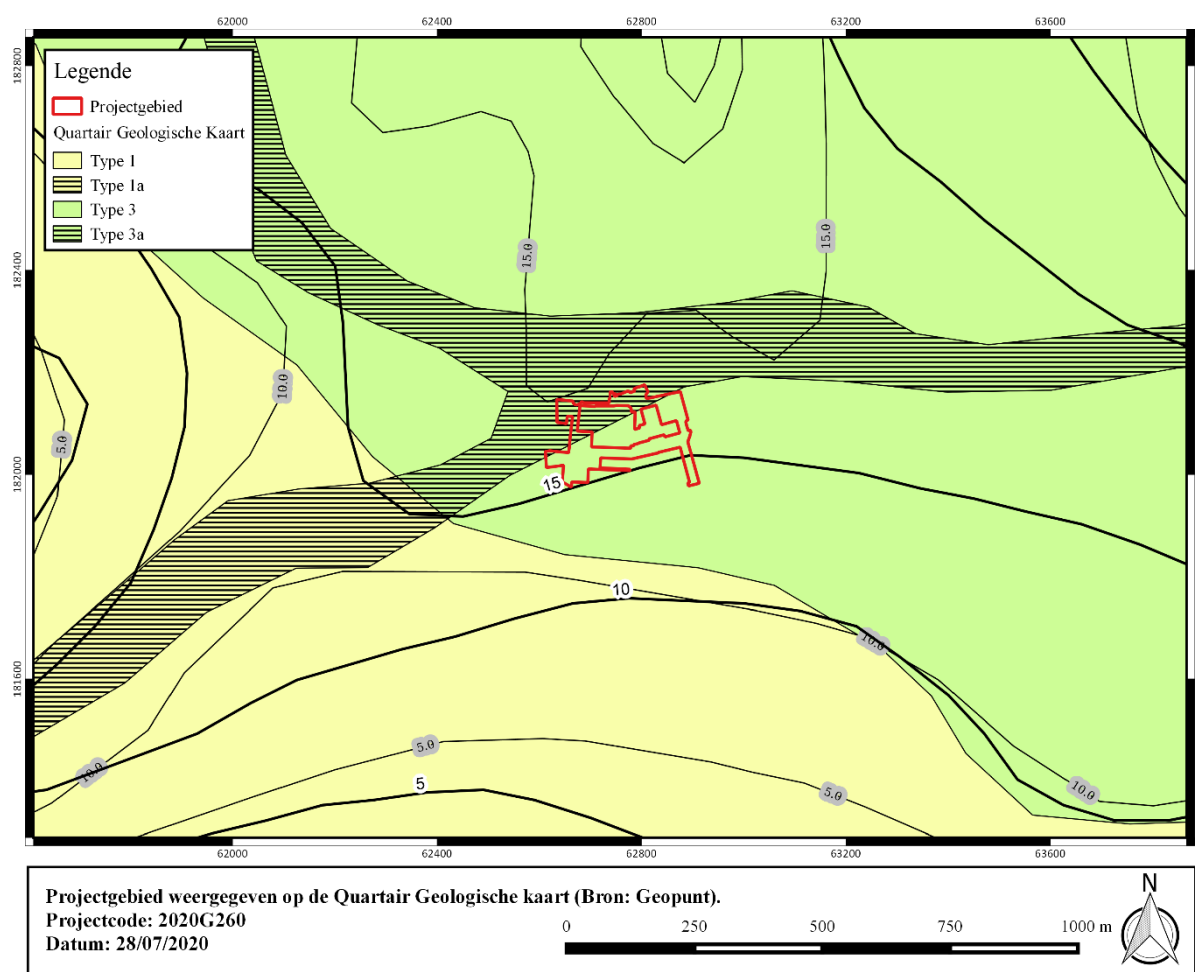 62000 62400 62800 63200 63600
182800
182400
182000
181600
Legende
Projectgebied
Quartair Geologische Kaart
Type 1
Type 1a
Type 3
Type 3a
15.0
15.0
10.0
5.0
15
10
10.0
5.0
10.0
5
5.0
10.0
62000 62400 62800 63200 63600
Projectgebied weergegeven op de Quartair Geologische kaart (Bron: Geopunt).
Projectcode: 2020G260
Datum: 28/07/2020
0 250 500 750 1000 m
N